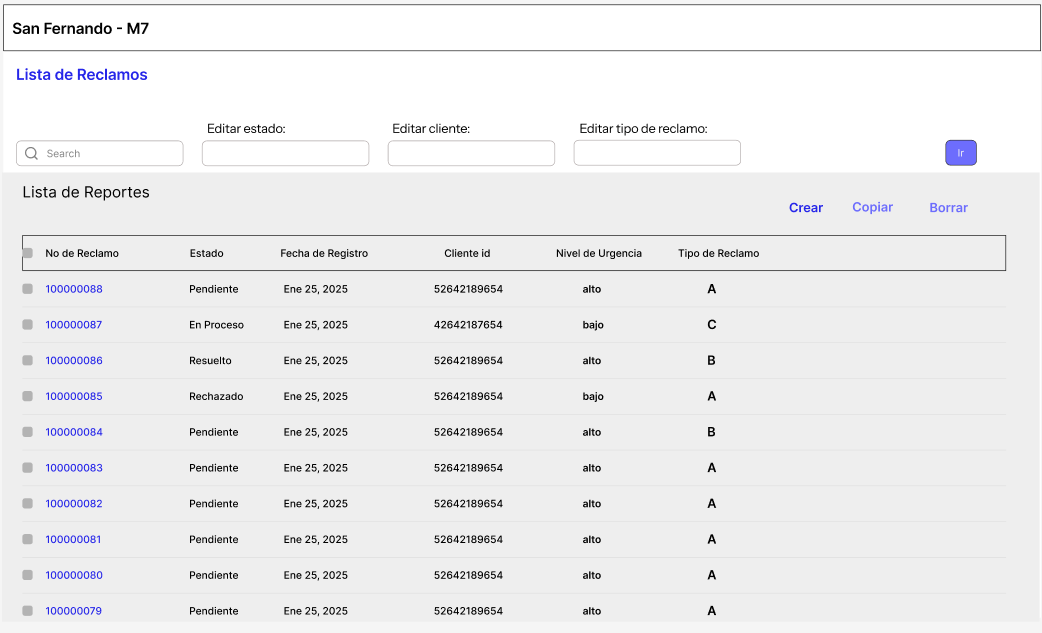 San Fernando - M7
Lista de Reclamos
Editar estado: Editar cliente: Editar tipo de reclamo:
Search Ir
Lista de Reportes
Crear Copiar Borrar
No de Reclamo Estado Fecha de Registro Cliente id Nivel de Urgencia Tipo de Reclamo
100000088 Pendiente Ene 25, 2025 52642189654 alto A
100000087 En Proceso Ene 25, 2025 42642187654 bajo C
100000086 Resuelto Ene 25, 2025 52642189654 alto B
100000085 Rechazado Ene 25, 2025 52642189654 bajo A
100000084 Pendiente Ene 25, 2025 52642189654 alto B
100000083 Pendiente Ene 25, 2025 52642189654 alto A
100000082 Pendiente Ene 25, 2025 52642189654 alto A
100000081 Pendiente Ene 25, 2025 52642189654 alto A
100000080 Pendiente Ene 25, 2025 52642189654 alto A
100000079 Pendiente Ene 25, 2025 52642189654 alto A